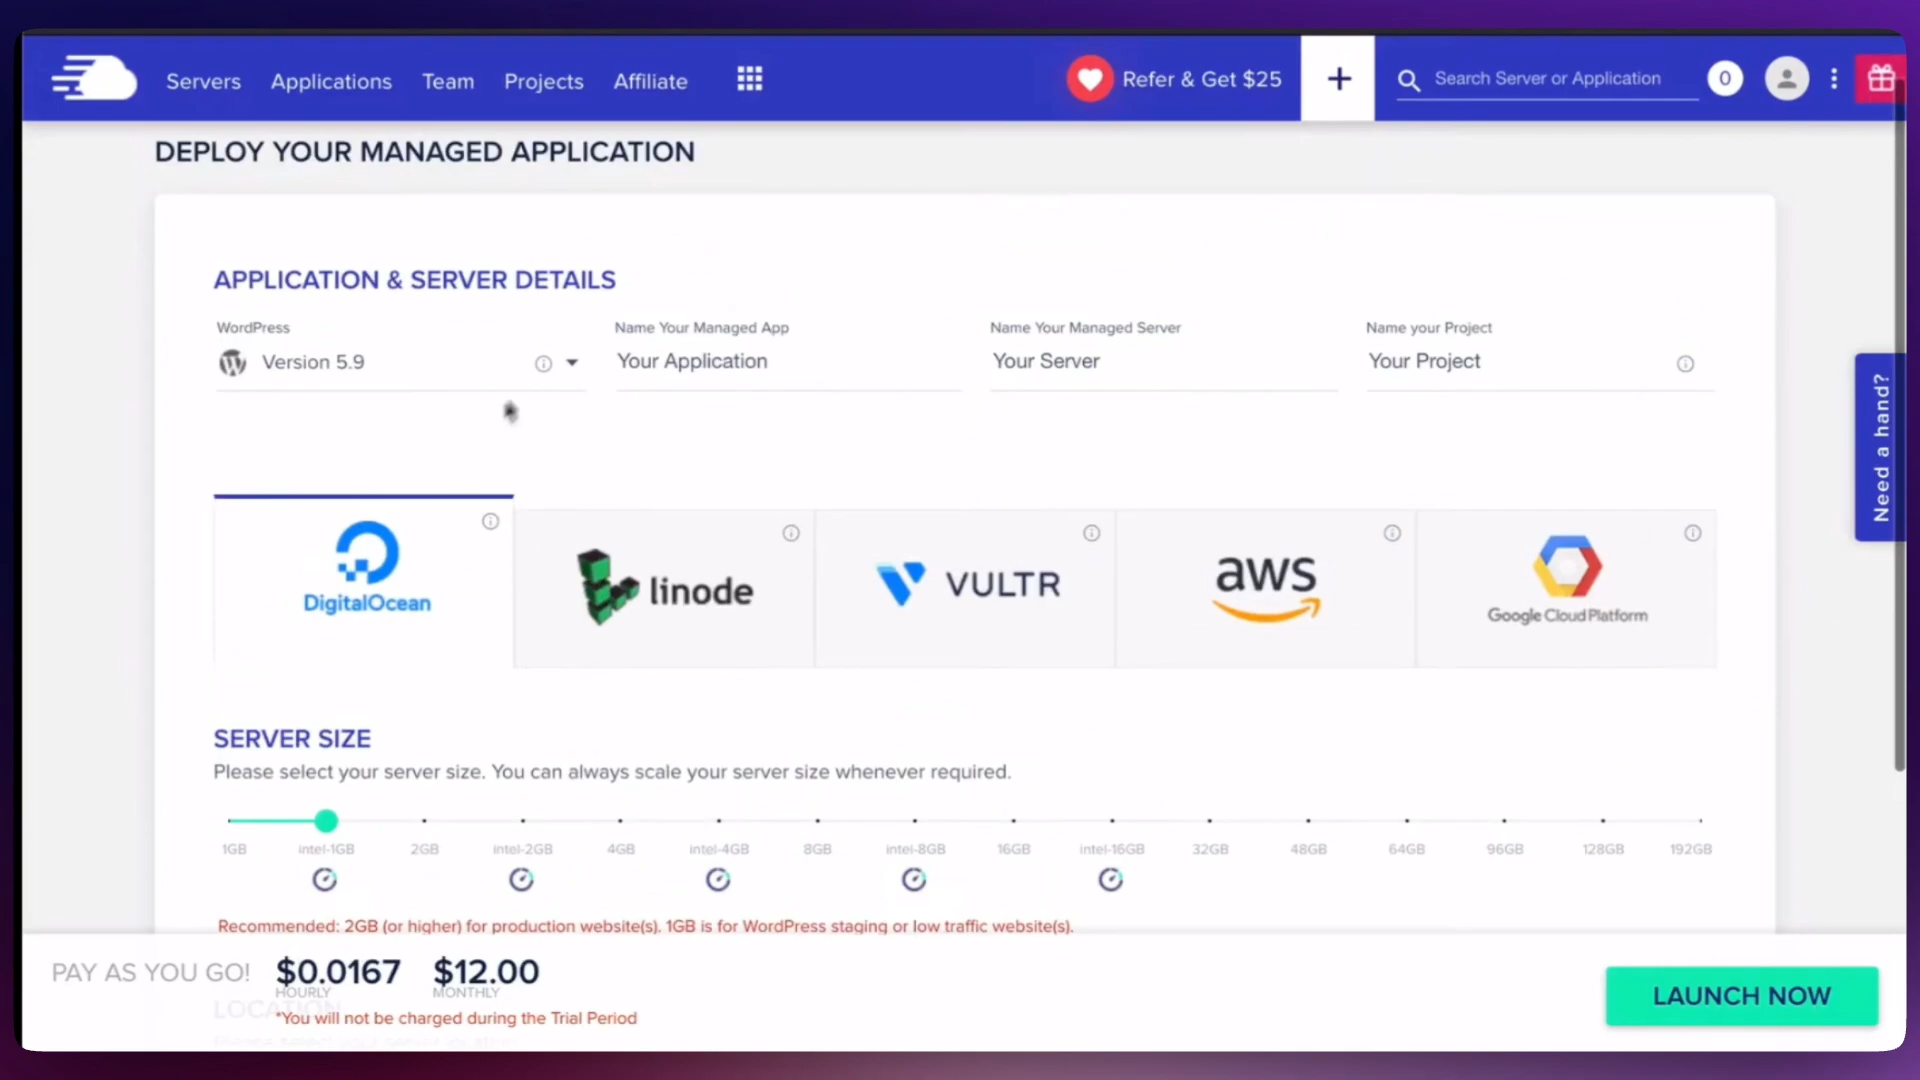 Servers Applications Team Projects Affiliate Refer & Get $25 + Search Server or Application 0
DEPLOY YOUR MANAGED APPLICATION
APPLICATION & SERVER DETAILS
WordPress Name Your Managed App Name Your Managed Server Name your Project
Version 5.9 Your Application Your Server Your Project
Need a hand?
DigitalOcean linode VULTR aws Google Cloud Platform
SERVER SIZE
Please select your server size. You can always scale your server size whenever required.
1GB intel-1GB 2GB intel-2GB 4GB intel-4GB 8GB intel-8GB 16GB intel-16GB 32GB 48GB 64GB 96GB 128GB 192GB
Recommended: 2GB (or higher) for production website(s). 1GB is for WordPress staging or low traffic website(s).
PAY AS YOU GO! $0.0167 $12.00
HOURLY MONTHLY
LOCATION
*You will not be charged during the Trial Period
LAUNCH NOW